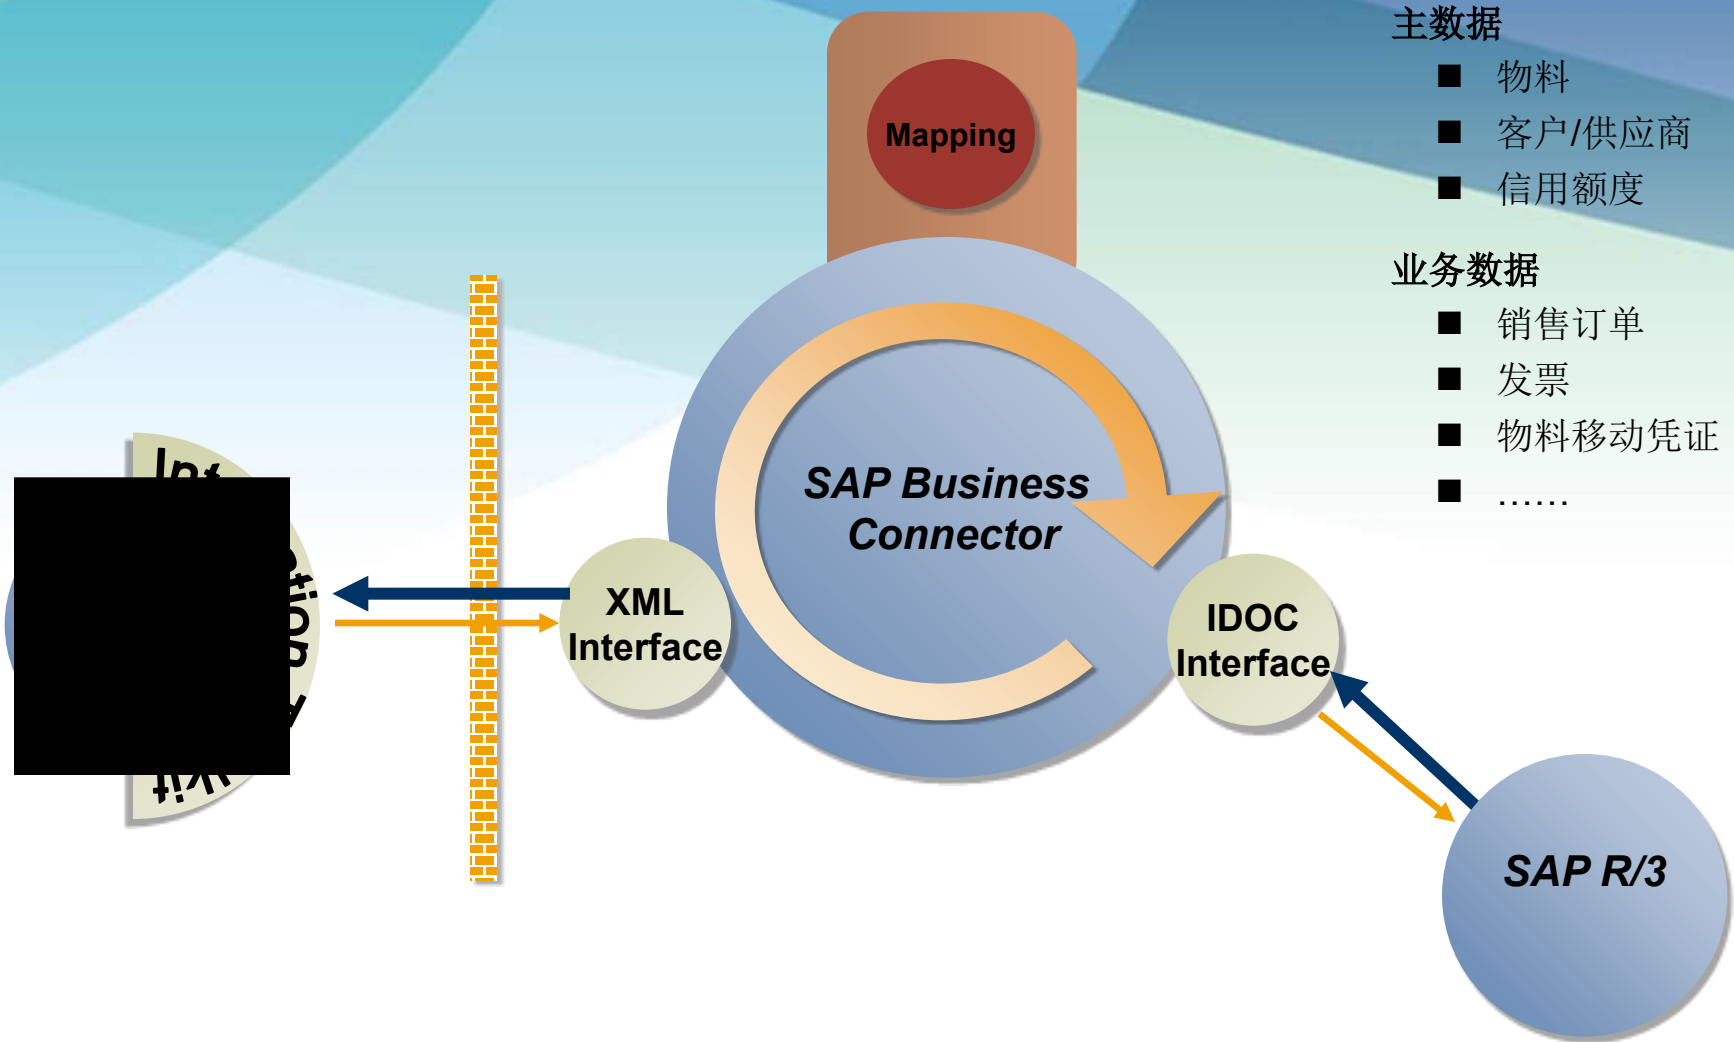 主数据
■ 物料
■ 客户/供应商
■ 信用额度
业务数据
■ 销售订单
■ 发票
■ 物料移动凭证
■ ……
Mapping
SAP Business
Connector
XML
Interface
IDOC
Interface
SAP R/3